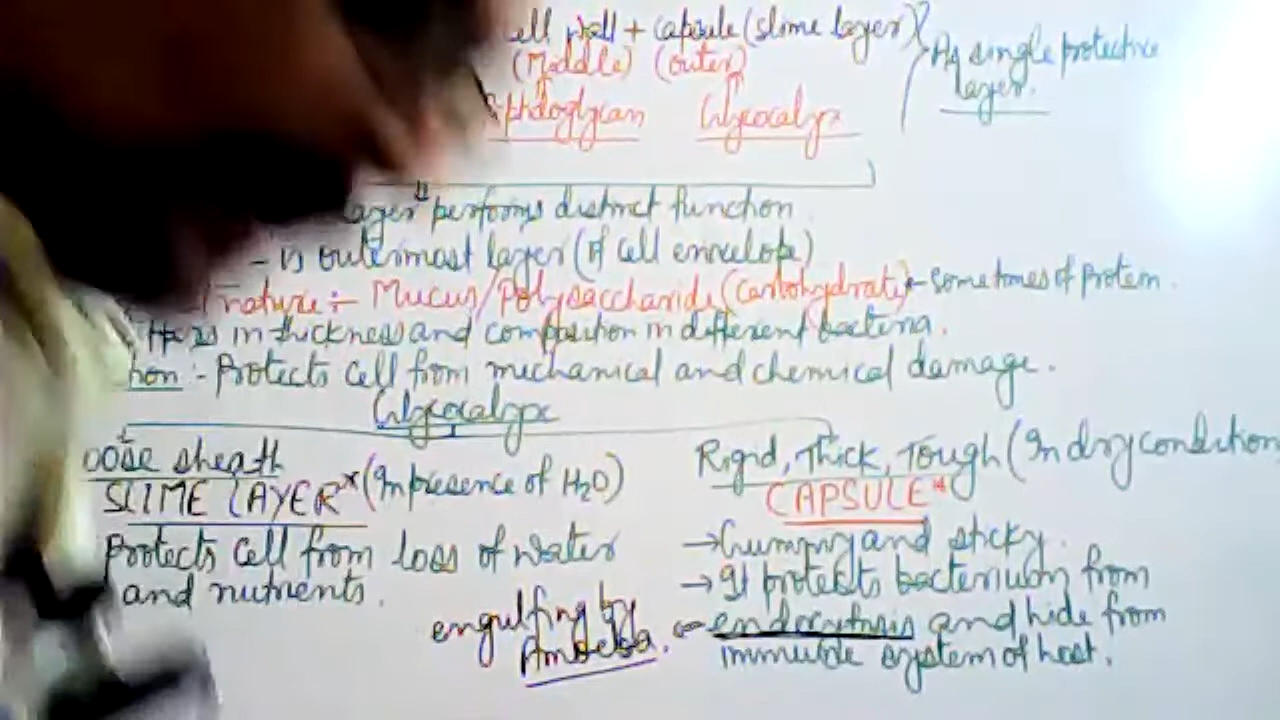 ell wall + capsule (slime layer)
(Middle) (outer)
As single protective
layer.
ptidoglycan Glycocalyx
layer performs distinct function
- is outermost layer (of cell envelope)
nature :- Mucus/Polysaccharide (Carbohydrate) - sometimes of protein.
in thickness and composition in different bacteria.
tion :- Protects Cell from mechanical and chemical damage.
Glycocalyx
oose sheath
SLIME LAYER* (In presence of H2O)
Protects Cell from loss of water
and nutrients.
Rigid, Thick, Tough (In dry condition
CAPSULE
→ Gummy and sticky.
→ It protects bacterium from
endocytosis and hide from
immune system of host.
engulfing by
Amoeba.